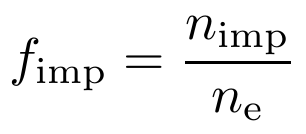 f_imp = n_imp / n_e